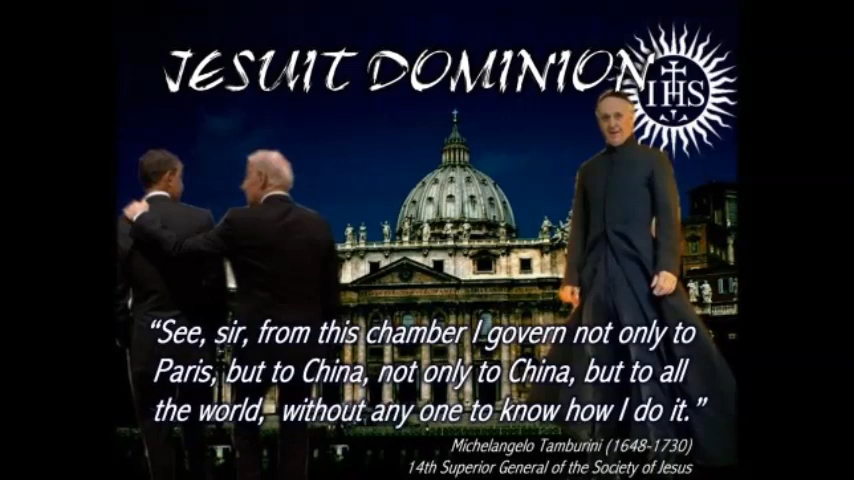 JESUIT DOMINION
IHS
“See, sir, from this chamber I govern not only to
Paris, but to China, not only to China, but to all
the world, without any one to know how I do it.”
Michelangelo Tamburini (1648-1730)
14th Superior General of the Society of Jesus